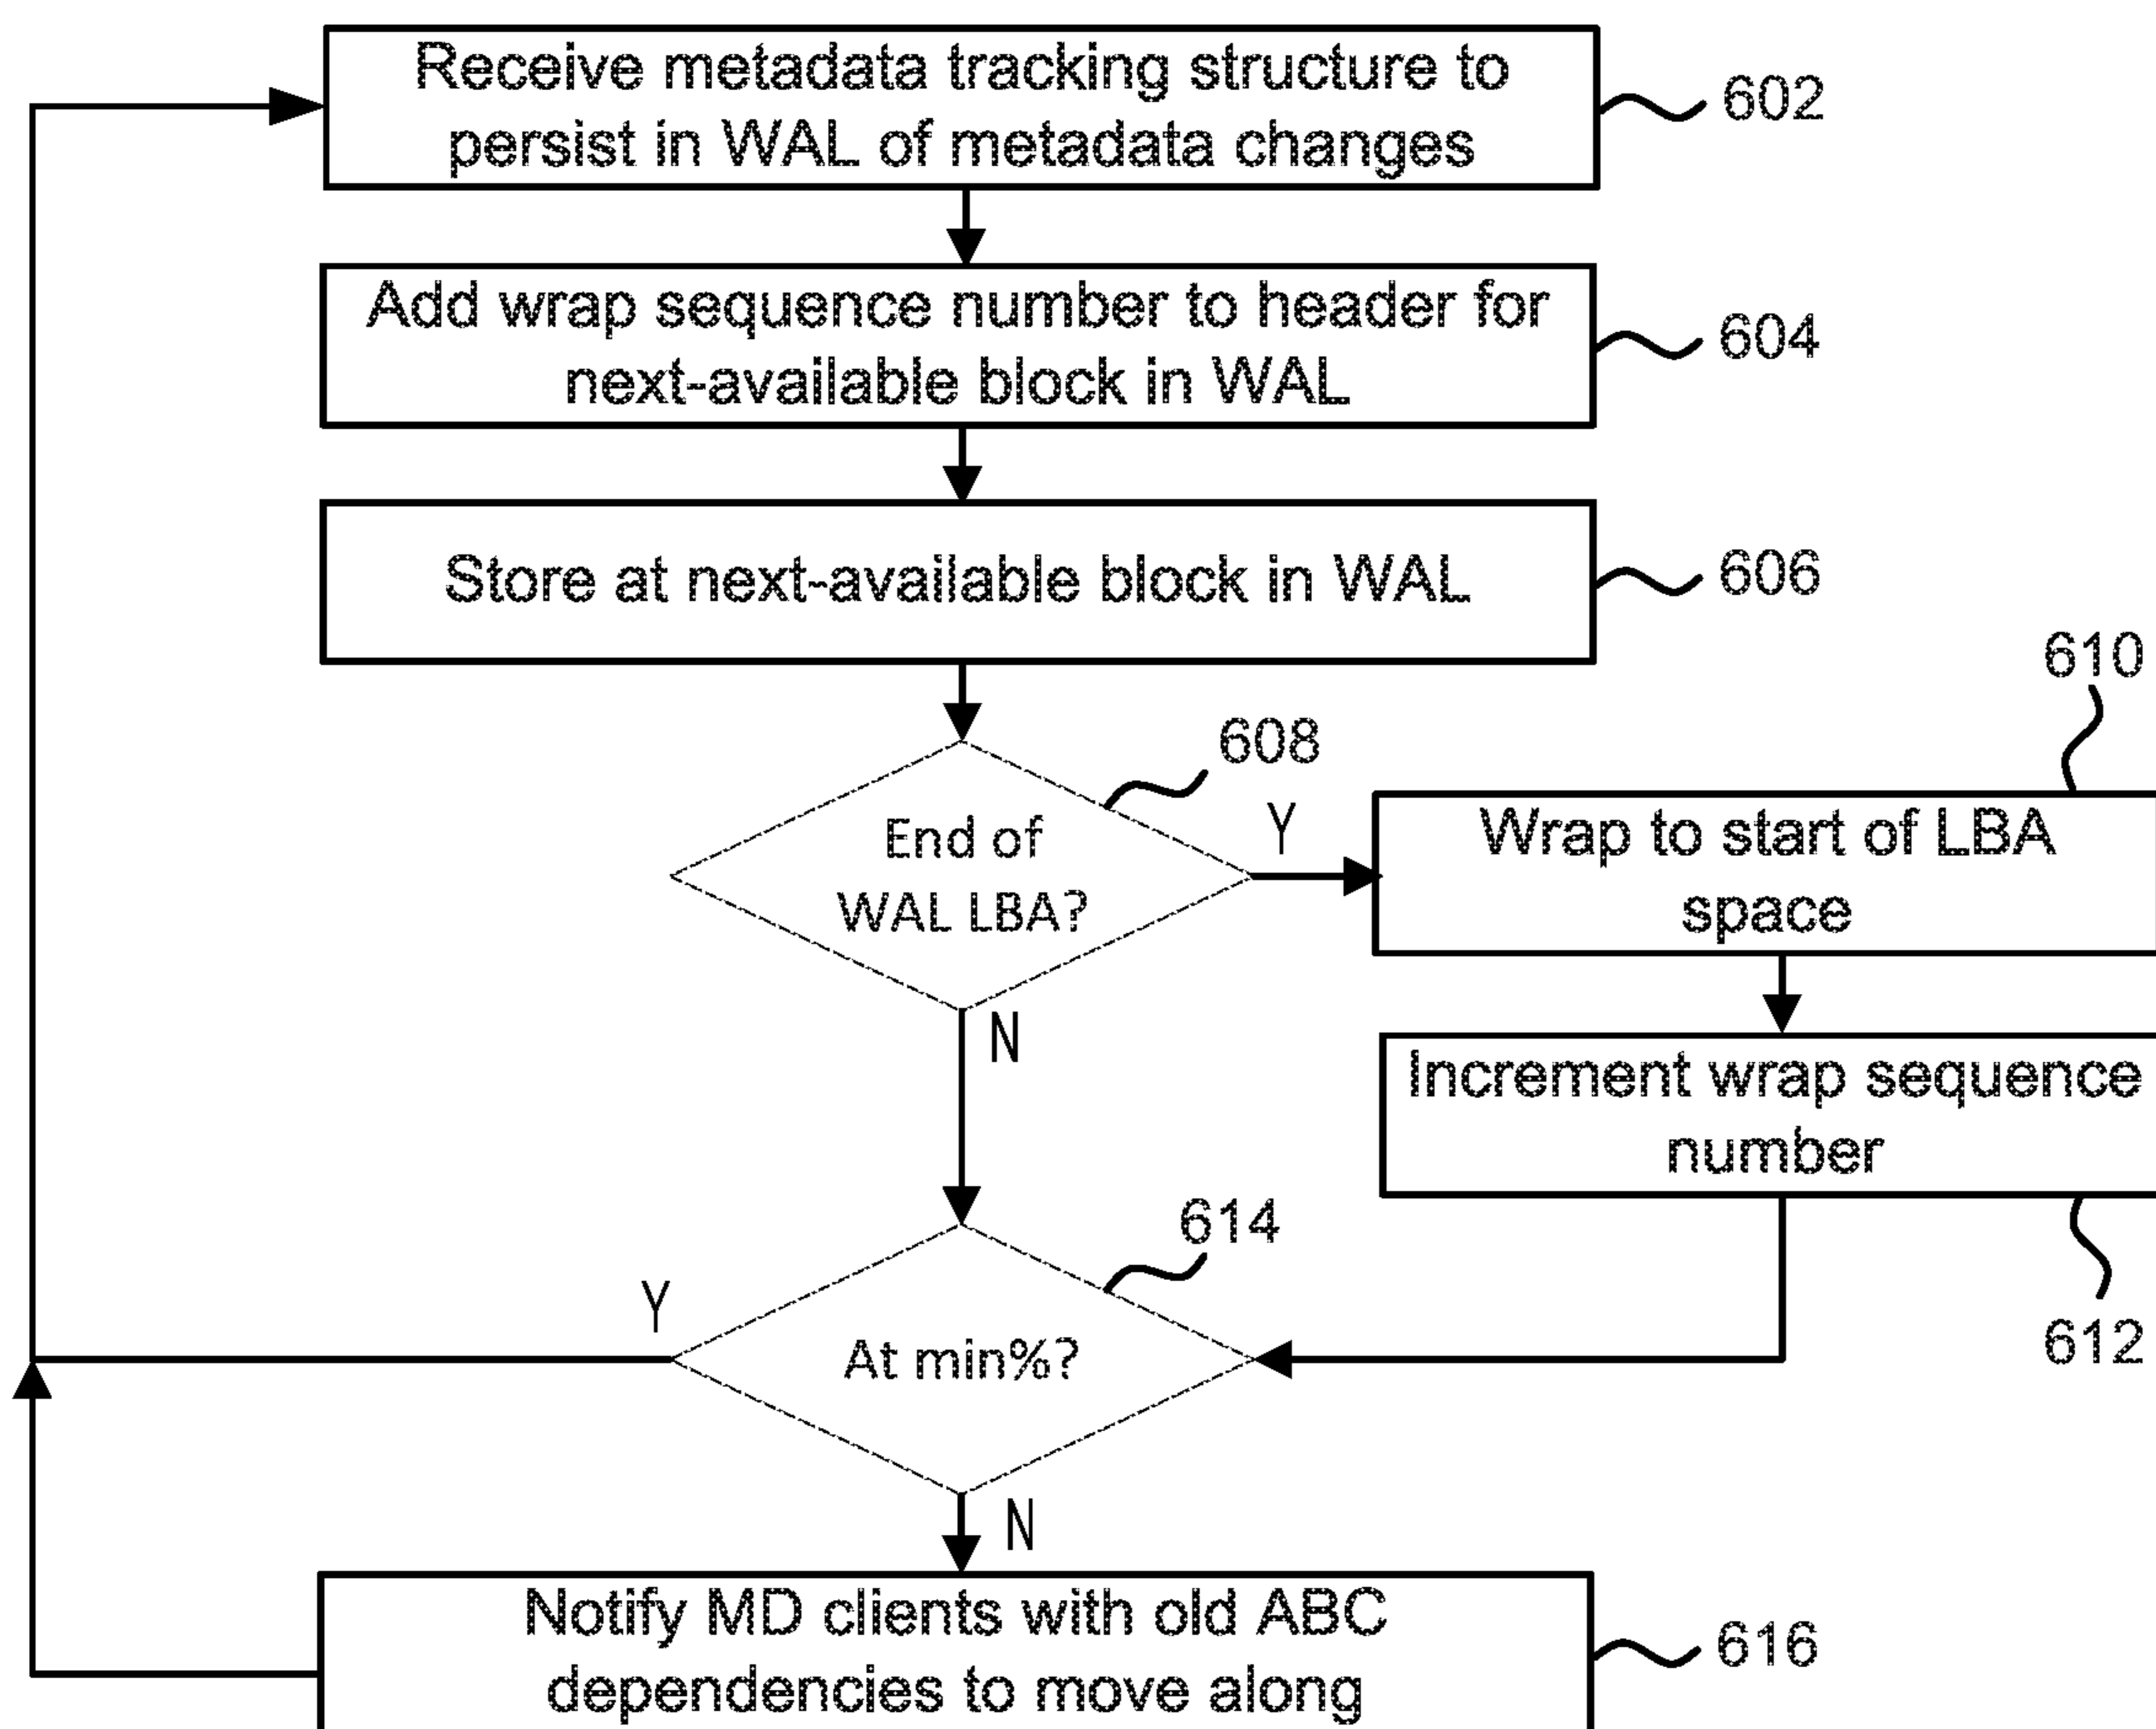 Receive metadata tracking structure to
persist in WAL of metadata changes
602
Add wrap sequence number to header for
next-available block in WAL
604
Store at next-available block in WAL
606
608
End of
WAL LBA?
Y
N
610
Wrap to start of LBA
space
Increment wrap sequence
number
612
614
At min%?
Y
N
Notify MD clients with old ABC
dependencies to move along
616